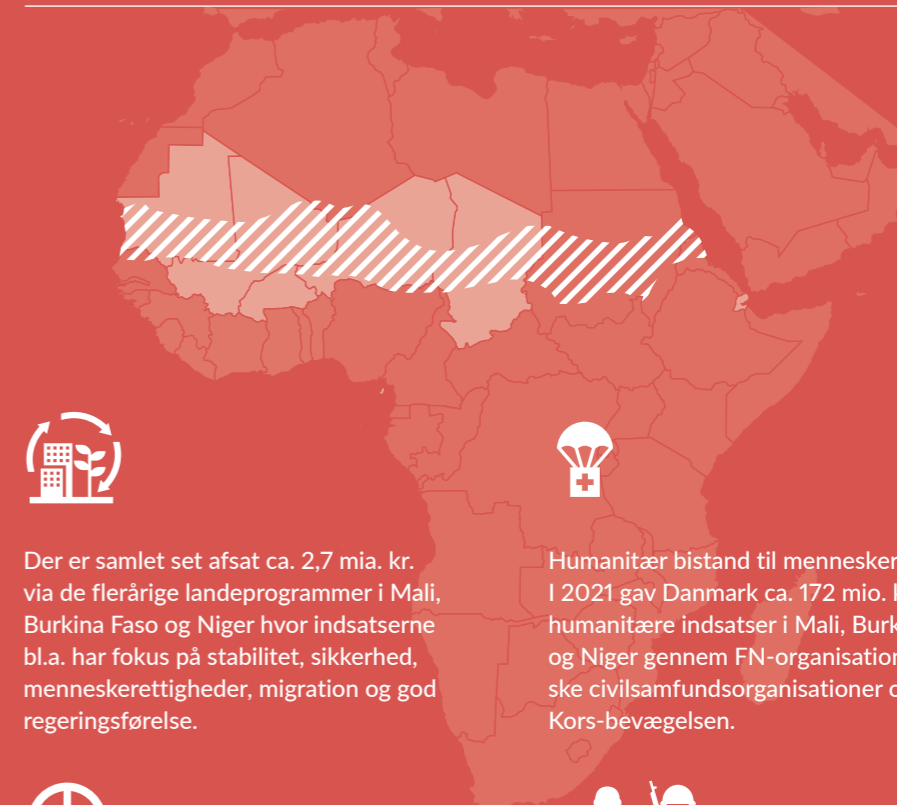 Der er samlet set afsat ca. 2,7 mia. kr.
via de flerårige landeprogrammer i Mali,
Burkina Faso og Niger hvor indsatserne
bl.a. har fokus på stabilitet, sikkerhed,
menneskerettigheder, migration og god
regeringsførelse.
Humanitær bistand til mennesker
I 2021 gav Danmark ca. 172 mio. k
humanitære indsatser i Mali, Burk
og Niger gennem FN-organisation
ske civilsamfundsorganisationer o
Kors-bevægelsen.